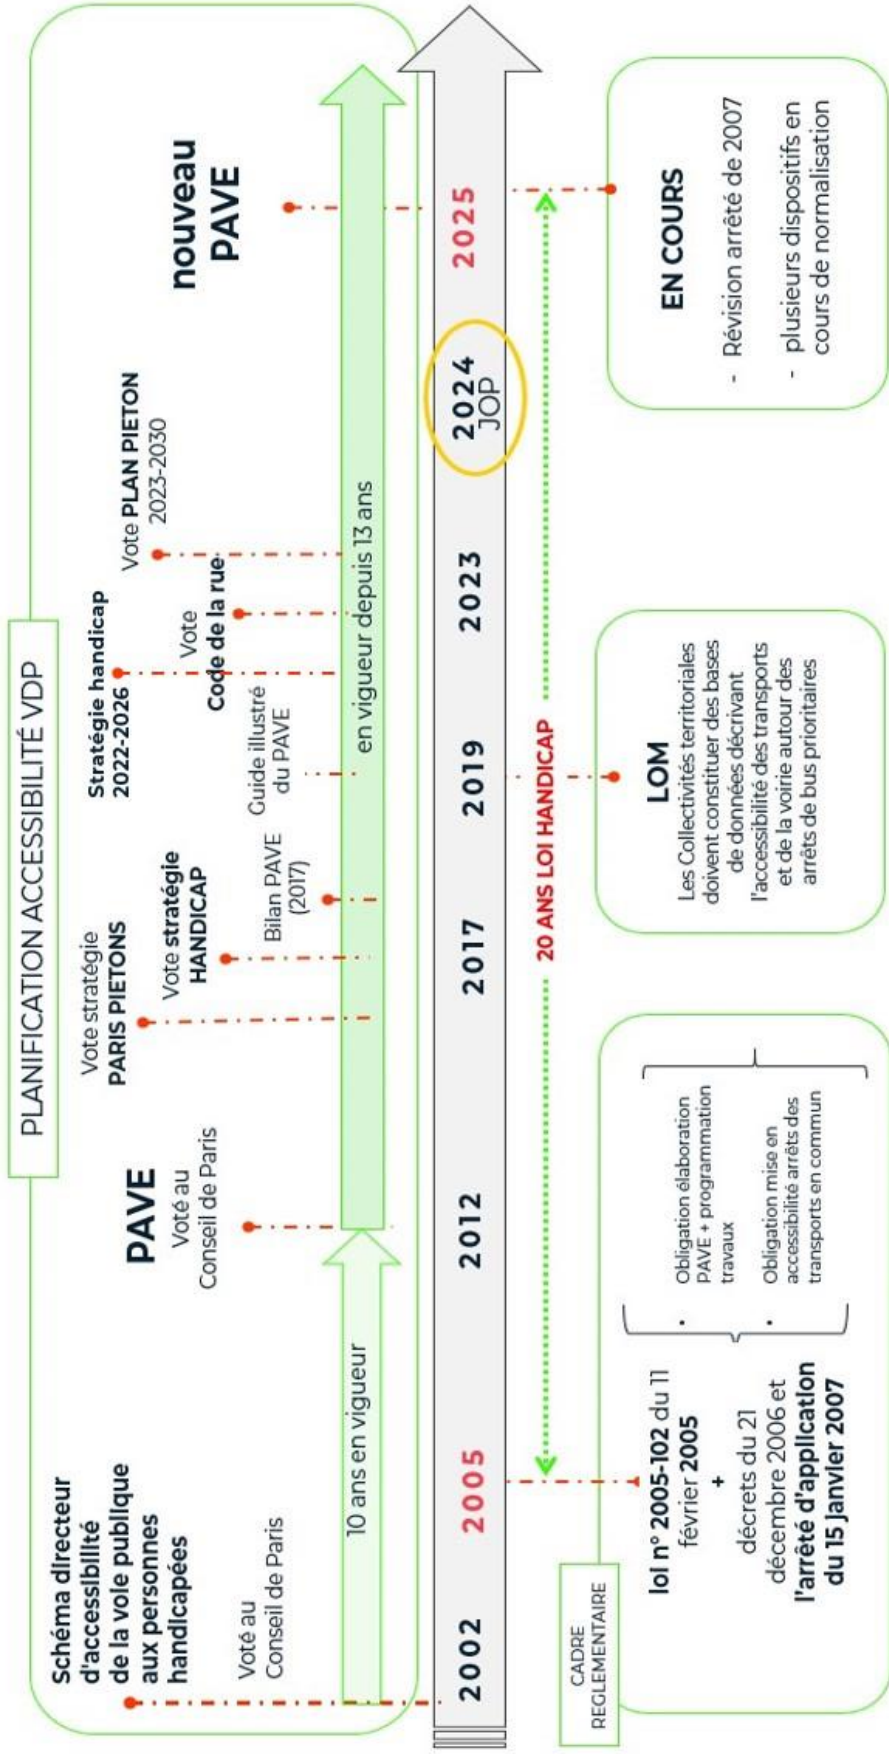 PLANIFICATION ACCESSIBILITÉ VDP
Schéma directeur
d'accessibilité
de la voie publique
aux personnes
handicapées
Voté au
Conseil de Paris
PAVE
Voté au
Conseil de Paris
Vote stratégie
PARIS PIETONS
Vote stratégie
HANDICAP
Bilan PAVE
(2017)
Guide illustré
du PAVE
Stratégie handicap
2022-2026
Vote
Code de la rue
Vote PLAN PIETON
2023-2030
nouveau
PAVE
10 ans en vigueur
en vigueur depuis 13 ans
2002
2005
2012
2017
2019
2023
2024
JOP
2025
20 ANS LOI HANDICAP
CADRE
REGLEMENTAIRE
loi n° 2005-102 du 11
février 2005
+
décrets du 21
décembre 2006 et
l'arrêté d'application
du 15 janvier 2007
• Obligation élaboration
PAVE + programmation
travaux
• Obligation mise en
accessibilité arrêts des
transports en commun
LOM
Les Collectivités territoriales
doivent constituer des bases
de données décrivant
l'accessibilité des transports
et de la voirie autour des
arrêts de bus prioritaires
EN COURS
- Révision arrêté de 2007
- plusieurs dispositifs en
cours de normalisation